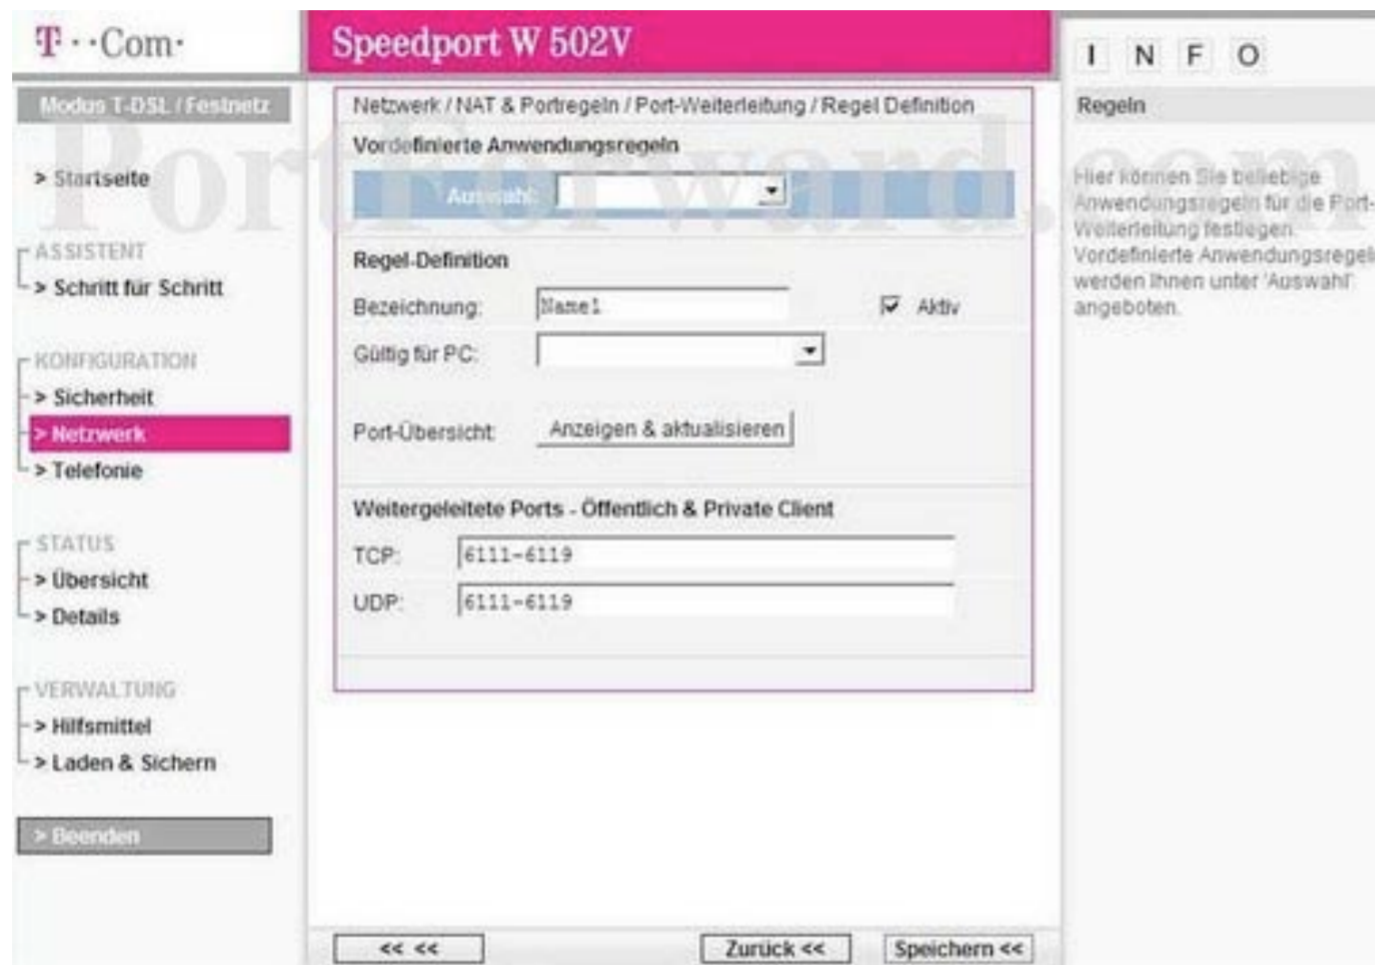 T··Com·
Speedport W 502V
INFO
Modus T-DSL / Festnetz
> Startseite
ASSISTENT
> Schritt für Schritt
KONFIGURATION
> Sicherheit
> Netzwerk
> Telefonie
STATUS
> Übersicht
> Details
VERWALTUNG
> Hilfsmittel
> Laden & Sichern
> Beenden
Netzwerk / NAT & Portregeln / Port-Weiterleitung / Regel Definition
Vordefinierte Anwendungsregeln
Auswahl:
Regel-Definition
Bezeichnung: Name1 Aktiv
Gültig für PC:
Port-Übersicht: Anzeigen & aktualisieren
Weitergeleitete Ports - Öffentlich & Private Client
TCP: 6111-6119
UDP: 6111-6119
<< << Zurück << Speichern <<
Regeln
Hier können Sie beliebige
Anwendungsregeln für die Port-
Weiterleitung festlegen.
Vordefinierte Anwendungsregeln
werden Ihnen unter 'Auswahl'
angeboten.
PortForward.com